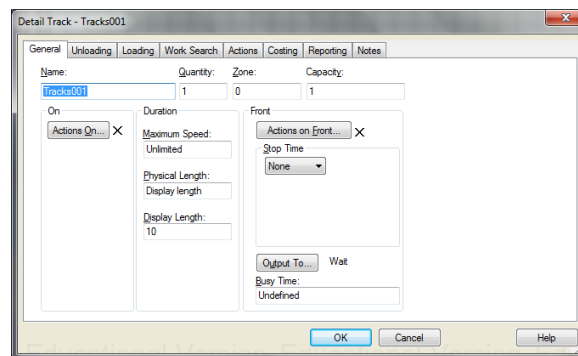 Detail Track - Tracks001
General Unloading Loading Work Search Actions Costing Reporting Notes
Name: Quantity: Zone: Capacity:
Tracks001 1 0 1
On Duration Front
Actions On... X Maximum Speed: Actions on Front... X
Unlimited Stop Time
None
Physical Length:
Display length
Display Length:
10
Output To... Wait
Busy Time:
Undefined
OK Cancel Help